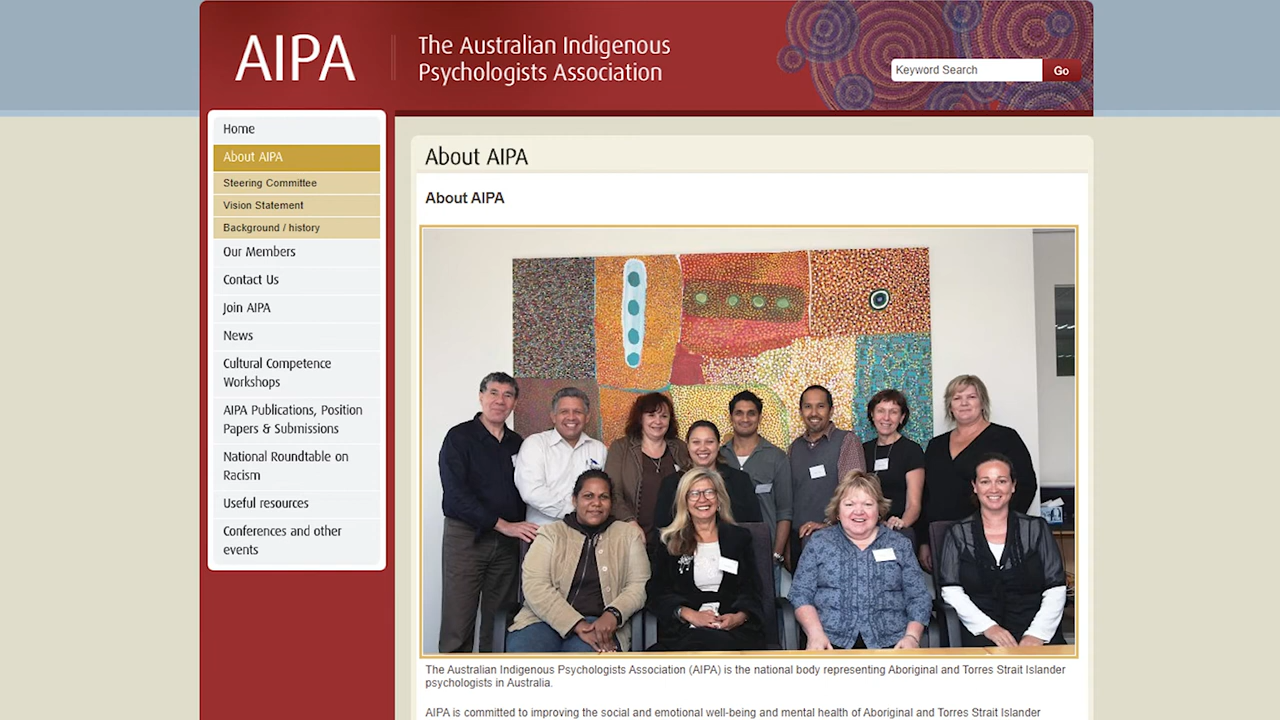 AIPA
The Australian Indigenous
Psychologists Association
Keyword Search
Go
Home
About AIPA
Steering Committee
Vision Statement
Background / history
Our Members
Contact Us
Join AIPA
News
Cultural Competence
Workshops
AIPA Publications, Position
Papers & Submissions
National Roundtable on
Racism
Useful resources
Conferences and other
events
About AIPA
About AIPA
The Australian Indigenous Psychologists Association (AIPA) is the national body representing Aboriginal and Torres Strait Islander
psychologists in Australia.
AIPA is committed to improving the social and emotional well-being and mental health of Aboriginal and Torres Strait Islander